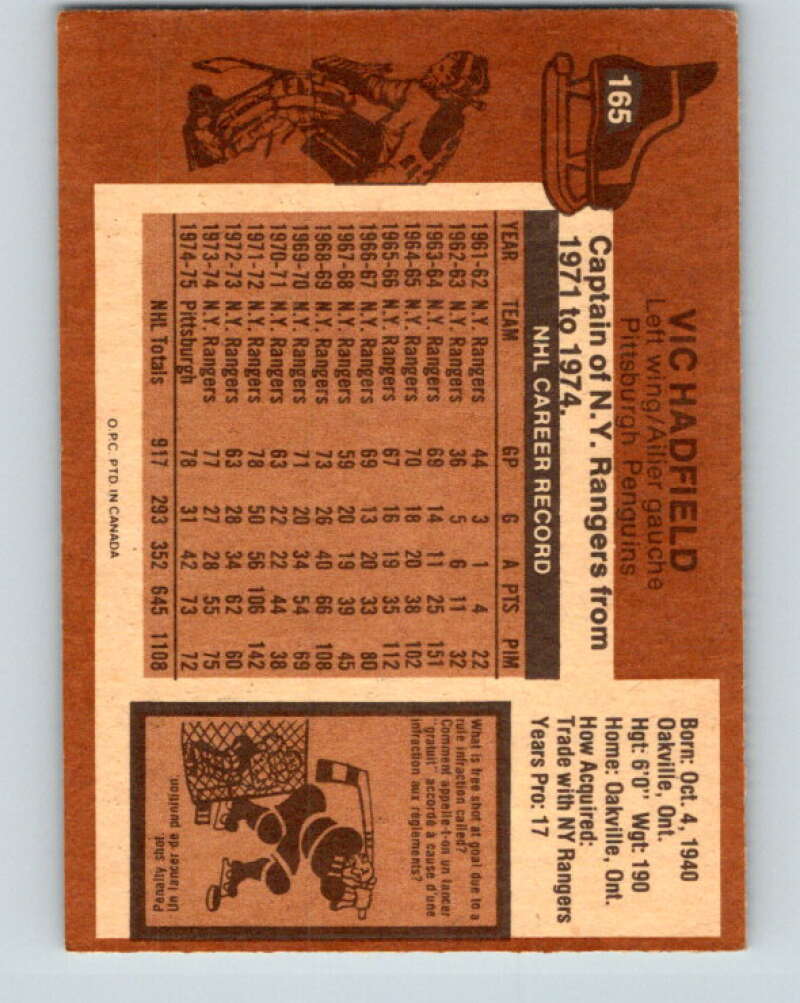 165
VIC HADFIELD
Left wing/Ailier gauche
Pittsburgh Penguins
Captain of N.Y. Rangers from
1971 to 1974.
NHL CAREER RECORD
YEAR TEAM GP G A PTS PIM
1961-62 N.Y. Rangers 44 3 1 4 22
1962-63 N.Y. Rangers 36 5 6 11 32
1963-64 N.Y. Rangers 69 14 11 25 151
1964-65 N.Y. Rangers 70 18 20 38 102
1965-66 N.Y. Rangers 67 16 19 35 112
1966-67 N.Y. Rangers 69 13 20 33 80
1967-68 N.Y. Rangers 59 20 19 39 45
1968-69 N.Y. Rangers 73 26 40 66 108
1969-70 N.Y. Rangers 71 20 34 54 69
1970-71 N.Y. Rangers 63 22 22 44 38
1971-72 N.Y. Rangers 78 50 56 106 142
1972-73 N.Y. Rangers 63 28 34 62 60
1973-74 N.Y. Rangers 77 27 28 55 75
1974-75 Pittsburgh 78 31 42 73 72
NHL Totals 917 293 352 645 1108
O.P.C. PTD IN CANADA
Born: Oct. 4, 1940
Oakville, Ont.
Hgt: 6'0" Wgt: 190
Home: Oakville, Ont.
How Acquired:
Trade with NY Rangers
Years Pro: 17
What is free shot at goal due to a
rule infraction called?
Comment appelle-t-on un lancer
"gratuit" accordé à cause d'une
infraction aux reglements?
Penalty shot.
Un lancer de punition.